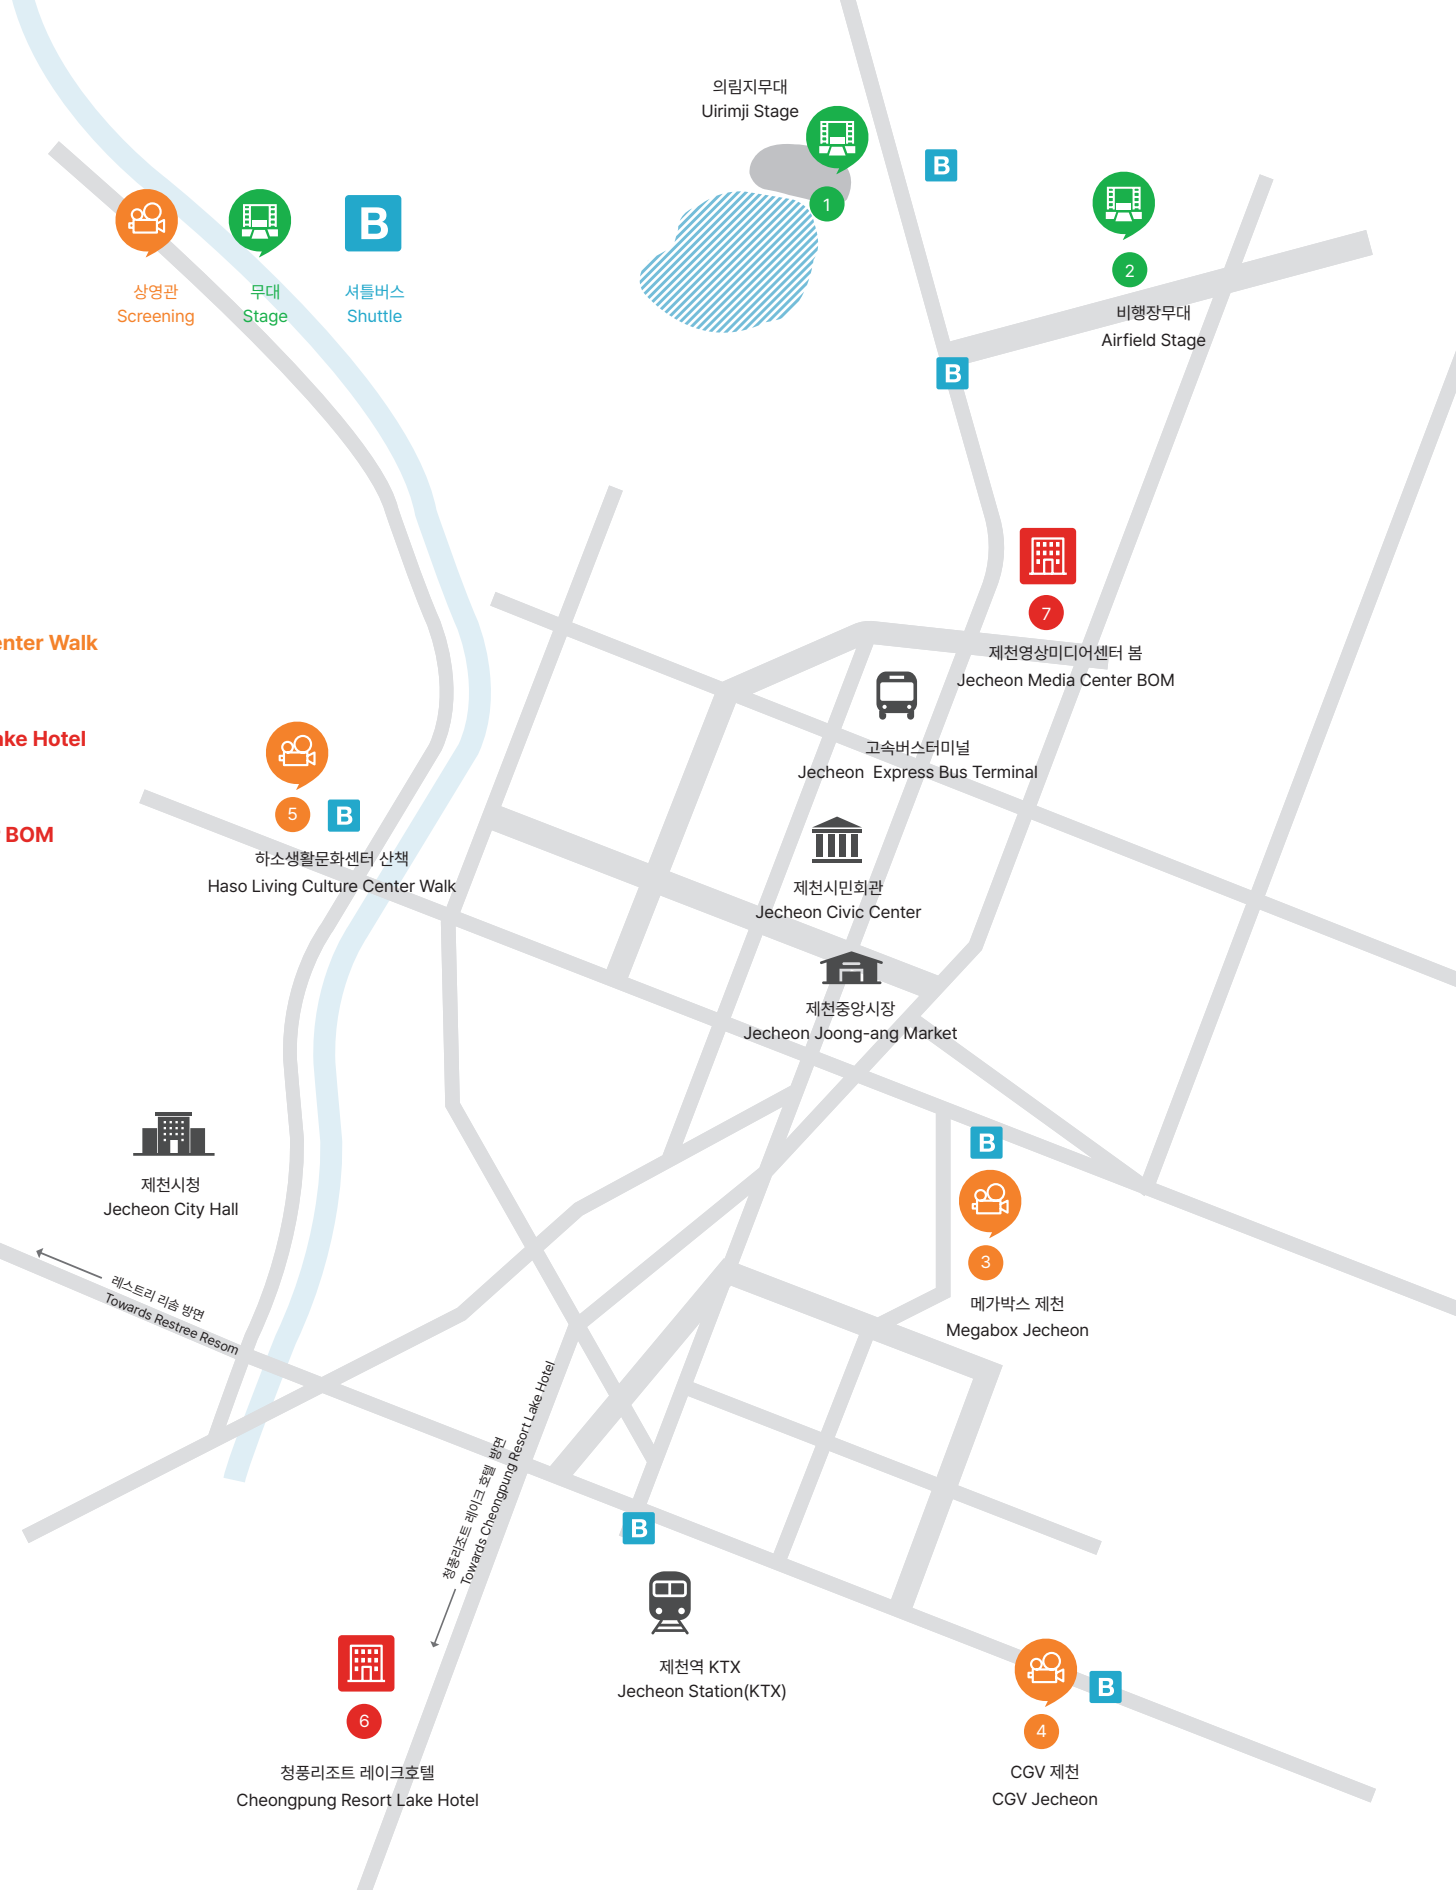 의림지무대
Uirimji Stage
1
B
2
비행장무대
Airfield Stage
B
상영관
Screening
무대
Stage
B
셔틀버스
Shuttle
B
7
제천영상미디어센터 봄
Jecheon Media Center BOM
enter Walk
ake Hotel
BOM
고속버스터미널
Jecheon Express Bus Terminal
5
B
하소생활문화센터 산책
Haso Living Culture Center Walk
제천시민회관
Jecheon Civic Center
제천중앙시장
Jecheon Joong-ang Market
제천시청
Jecheon City Hall
B
3
메가박스 제천
Megabox Jecheon
레스트리 리솜 방면
Towards Restree Resom
청풍리조트 레이크 호텔 방면
Towards Cheongpung Resort Lake Hotel
B
제천역 KTX
Jecheon Station(KTX)
6
청풍리조트 레이크호텔
Cheongpung Resort Lake Hotel
B
4
CGV 제천
CGV Jecheon